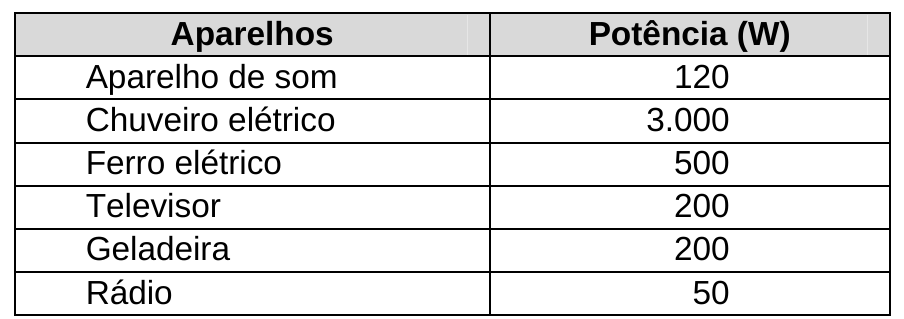 Aparelhos Potência (W)
Aparelho de som 120
Chuveiro elétrico 3.000
Ferro elétrico 500
Televisor 200
Geladeira 200
Rádio 50